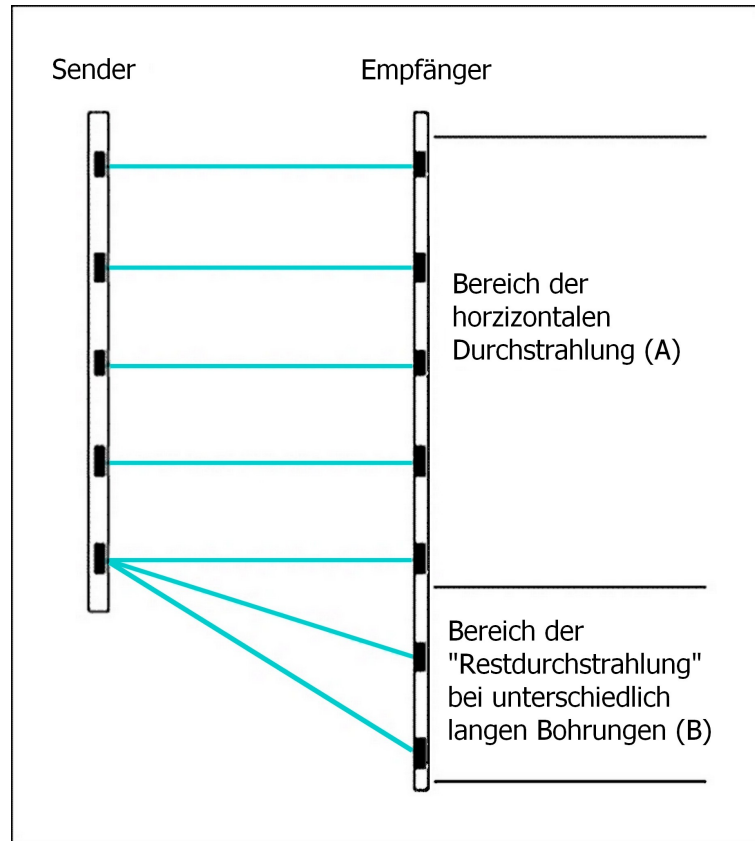 Sender
Empfänger
Bereich der
horzizontalen
Durchstrahlung (A)
Bereich der
"Restdurchstrahlung"
bei unterschiedlich
langen Bohrungen (B)